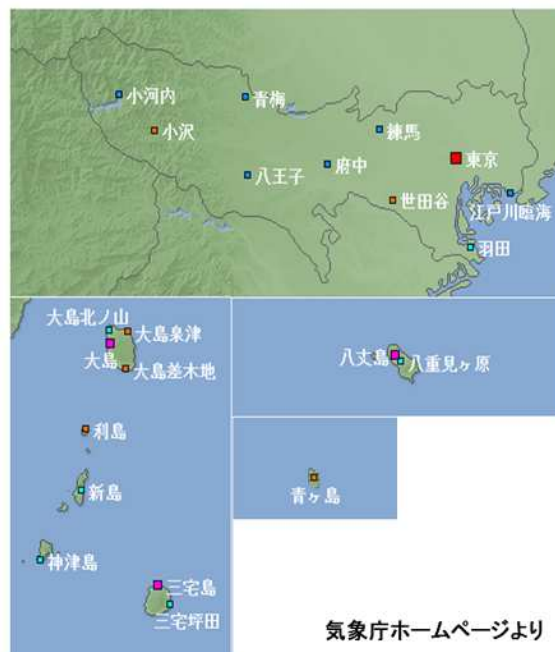 小河内
青梅
小沢
練馬
東京
八王子
府中
世田谷
江戸川臨海
羽田
大島北ノ山
大島泉津
大島
大島差木地
利島
新島
神津島
三宅島
三宅坪田
八丈島
八重見ヶ原
青ヶ島
気象庁ホームページより